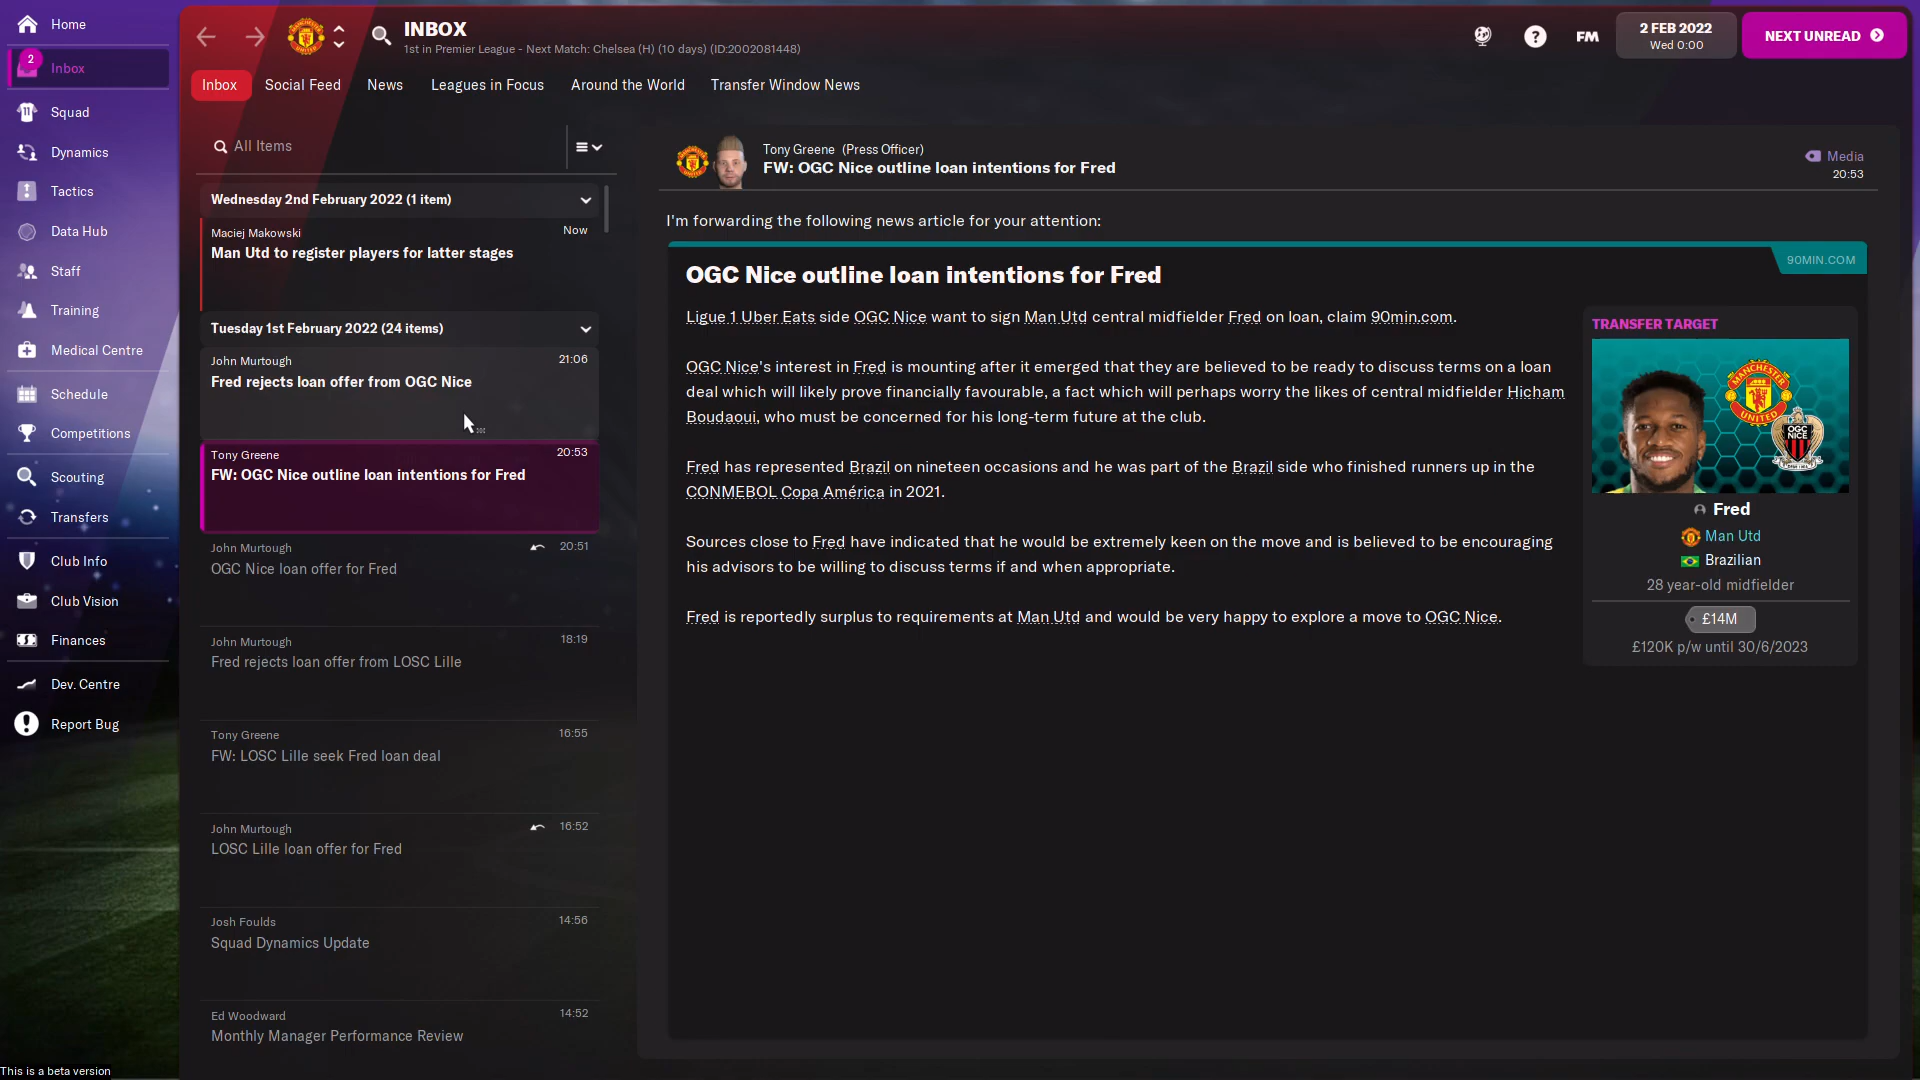 Home
2
Inbox
Squad
Dynamics
Tactics
Data Hub
Staff
Training
Medical Centre
Schedule
Competitions
Scouting
Transfers
Club Info
Club Vision
Finances
Dev. Centre
Report Bug
This is a beta version
INBOX
1st in Premier League - Next Match: Chelsea (H) (10 days) (ID:2002081448)
?
FM
2 FEB 2022
Wed 0:00
NEXT UNREAD
Inbox
Social Feed
News
Leagues in Focus
Around the World
Transfer Window News
All Items
Wednesday 2nd February 2022 (1 item)
Maciej Makowski
Now
Man Utd to register players for latter stages
Tuesday 1st February 2022 (24 items)
John Murtough
21:06
Fred rejects loan offer from OGC Nice
Tony Greene
20:53
FW: OGC Nice outline loan intentions for Fred
John Murtough
20:51
OGC Nice loan offer for Fred
John Murtough
18:19
Fred rejects loan offer from LOSC Lille
Tony Greene
16:55
FW: LOSC Lille seek Fred loan deal
John Murtough
16:52
LOSC Lille loan offer for Fred
Josh Foulds
14:56
Squad Dynamics Update
Ed Woodward
14:52
Monthly Manager Performance Review
Tony Greene (Press Officer)
FW: OGC Nice outline loan intentions for Fred
Media
20:53
I'm forwarding the following news article for your attention:
OGC Nice outline loan intentions for Fred
90MIN.COM
Ligue 1 Uber Eats side OGC Nice want to sign Man Utd central midfielder Fred on loan, claim 90min.com.
OGC Nice's interest in Fred is mounting after it emerged that they are believed to be ready to discuss terms on a loan
deal which will likely prove financially favourable, a fact which will perhaps worry the likes of central midfielder Hicham
Boudaoui, who must be concerned for his long-term future at the club.
Fred has represented Brazil on nineteen occasions and he was part of the Brazil side who finished runners up in the
CONMEBOL Copa América in 2021.
Sources close to Fred have indicated that he would be extremely keen on the move and is believed to be encouraging
his advisors to be willing to discuss terms if and when appropriate.
Fred is reportedly surplus to requirements at Man Utd and would be very happy to explore a move to OGC Nice.
TRANSFER TARGET
MANCHESTER
UNITED
OGC
NICE
Fred
Man Utd
Brazilian
28 year-old midfielder
£14M
£120K p/w until 30/6/2023